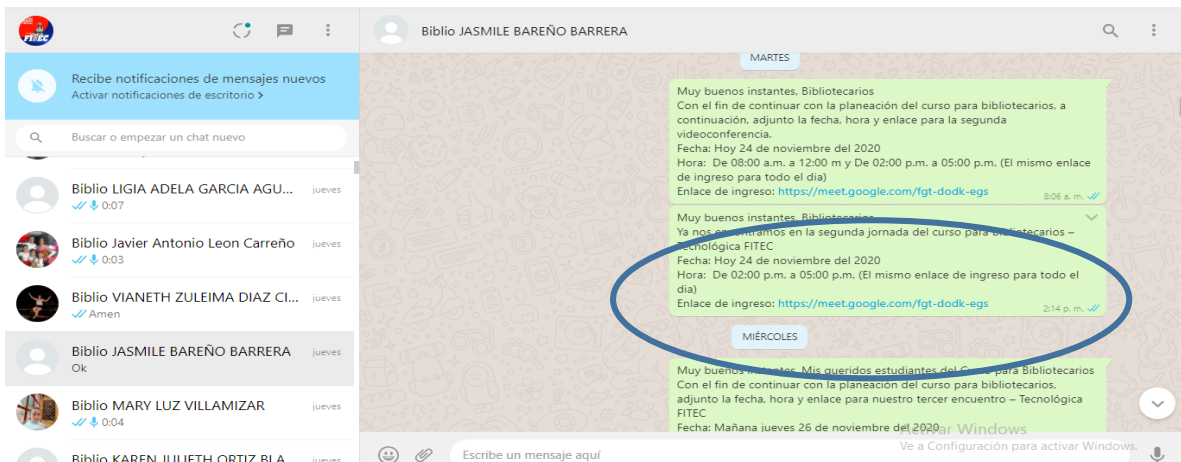 FITEC
Recibe notificaciones de mensajes nuevos
Activar notificaciones de escritorio >
Buscar o empezar un chat nuevo
Biblio LIGIA ADELA GARCIA AGU... jueves
0:07
Biblio Javier Antonio Leon Carreño jueves
0:03
Biblio VIANETH ZULEIMA DIAZ CI... jueves
Amen
Biblio JASMILE BAREÑO BARRERA jueves
Ok
Biblio MARY LUZ VILLAMIZAR jueves
0:04
Biblio KAREN JULIETH ORTIZ BLA... jueves
Biblio JASMILE BAREÑO BARRERA
MARTES
Muy buenos instantes, Bibliotecarios
Con el fin de continuar con la planeación del curso para bibliotecarios, a
continuación, adjunto la fecha, hora y enlace para la segunda
videoconferencia.
Fecha: Hoy 24 de noviembre del 2020
Hora: De 08:00 a.m. a 12:00 m y De 02:00 p.m. a 05:00 p.m. (El mismo enlace
de ingreso para todo el dia)
Enlace de ingreso: https://meet.google.com/fgt-dodk-egs
8:06 a. m.
Muy buenos instantes, Bibliotecarios
Ya nos encontramos en la segunda jornada del curso para bibliotecarios –
Tecnológica FITEC
Fecha: Hoy 24 de noviembre del 2020
Hora: De 02:00 p.m. a 05:00 p.m. (El mismo enlace de ingreso para todo el
dia)
Enlace de ingreso: https://meet.google.com/fgt-dodk-egs
2:14 p. m.
MIÉRCOLES
Muy buenos instantes, Mis queridos estudiantes del Curso para Bibliotecarios
Con el fin de continuar con la planeación del curso para bibliotecarios,
adjunto la fecha, hora y enlace para nuestro tercer encuentro – Tecnológica
FITEC
Fecha: Mañana jueves 26 de noviembre del 2020
Activar Windows
Ve a Configuración para activar Windows.
Escribe un mensaje aquí